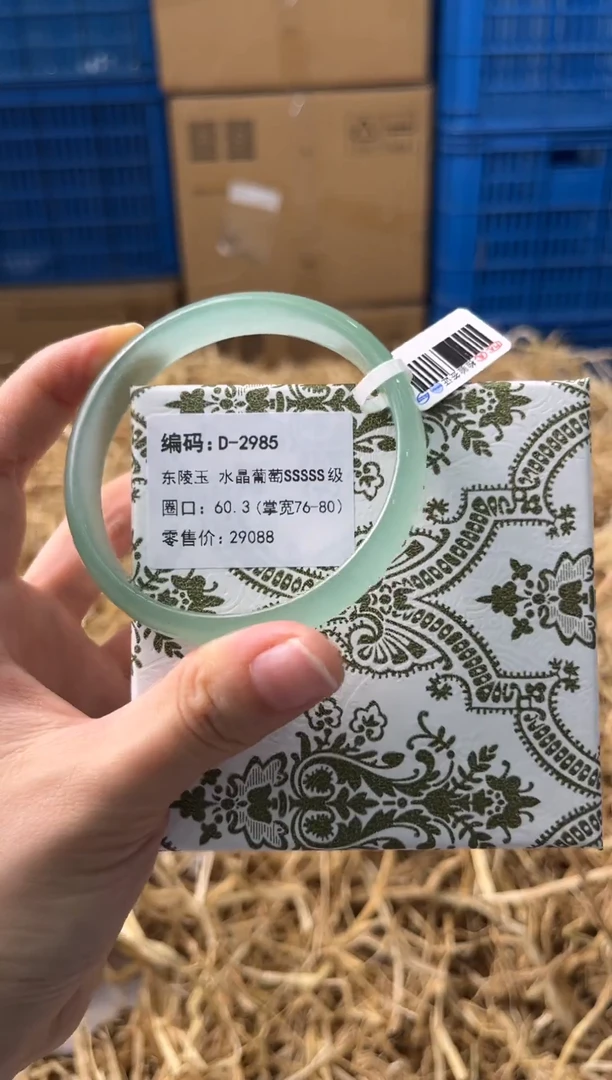 编码:D-2985
东陵玉 水晶葡萄SSSSS级
圈口: 60.3(掌宽76-80)
零售价: 29088